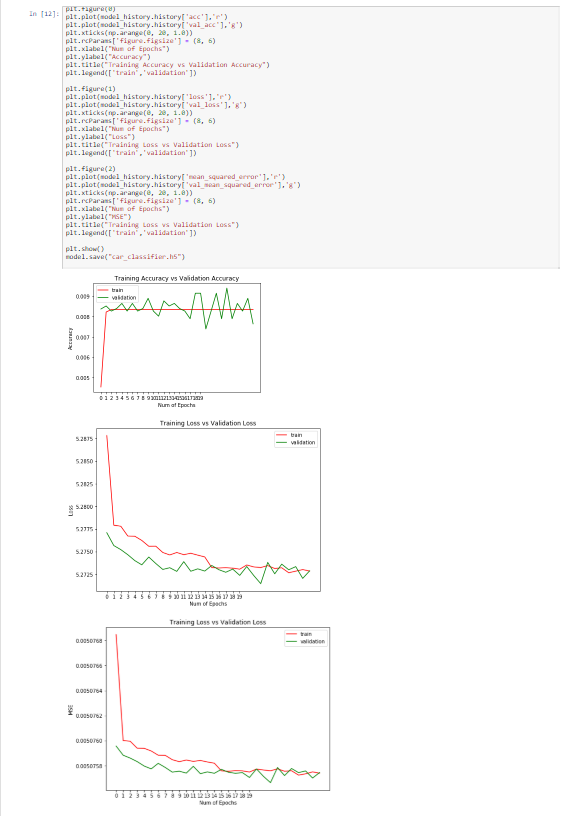 In [12]:
plt.figure(0)
plt.plot(model_history.history['acc'],'r')
plt.plot(model_history.history['val_acc'],'g')
plt.xticks(np.arange(0, 20, 1.0))
plt.rcParams['figure.figsize'] = (8, 6)
plt.xlabel("Num of Epochs")
plt.ylabel("Accuracy")
plt.title("Training Accuracy vs Validation Accuracy")
plt.legend(['train','validation'])
plt.figure(1)
plt.plot(model_history.history['loss'],'r')
plt.plot(model_history.history['val_loss'],'g')
plt.xticks(np.arange(0, 20, 1.0))
plt.rcParams['figure.figsize'] = (8, 6)
plt.xlabel("Num of Epochs")
plt.ylabel("Loss")
plt.title("Training Loss vs Validation Loss")
plt.legend(['train','validation'])
plt.figure(2)
plt.plot(model_history.history['mean_squared_error'],'r')
plt.plot(model_history.history['val_mean_squared_error'],'g')
plt.xticks(np.arange(0, 20, 1.0))
plt.rcParams['figure.figsize'] = (8, 6)
plt.xlabel("Num of Epochs")
plt.ylabel("MSE")
plt.title("Training Loss vs Validation Loss")
plt.legend(['train','validation'])
plt.show()
model.save("car_classifier.h5")
Training Accuracy vs Validation Accuracy
train
validation
0.009
0.008
0.007
0.006
0.005
Accuracy
0 1 2 3 4 5 6 7 8 9 10 11 12 13 14 15 16 17 18 19
Num of Epochs
Training Loss vs Validation Loss
train
validation
5.2875
5.2850
5.2825
5.2800
5.2775
5.2750
5.2725
Loss
0 1 2 3 4 5 6 7 8 9 10 11 12 13 14 15 16 17 18 19
Num of Epochs
Training Loss vs Validation Loss
train
validation
0.0050768
0.0050766
0.0050764
0.0050762
0.0050760
0.0050758
MSE
0 1 2 3 4 5 6 7 8 9 10 11 12 13 14 15 16 17 18 19
Num of Epochs